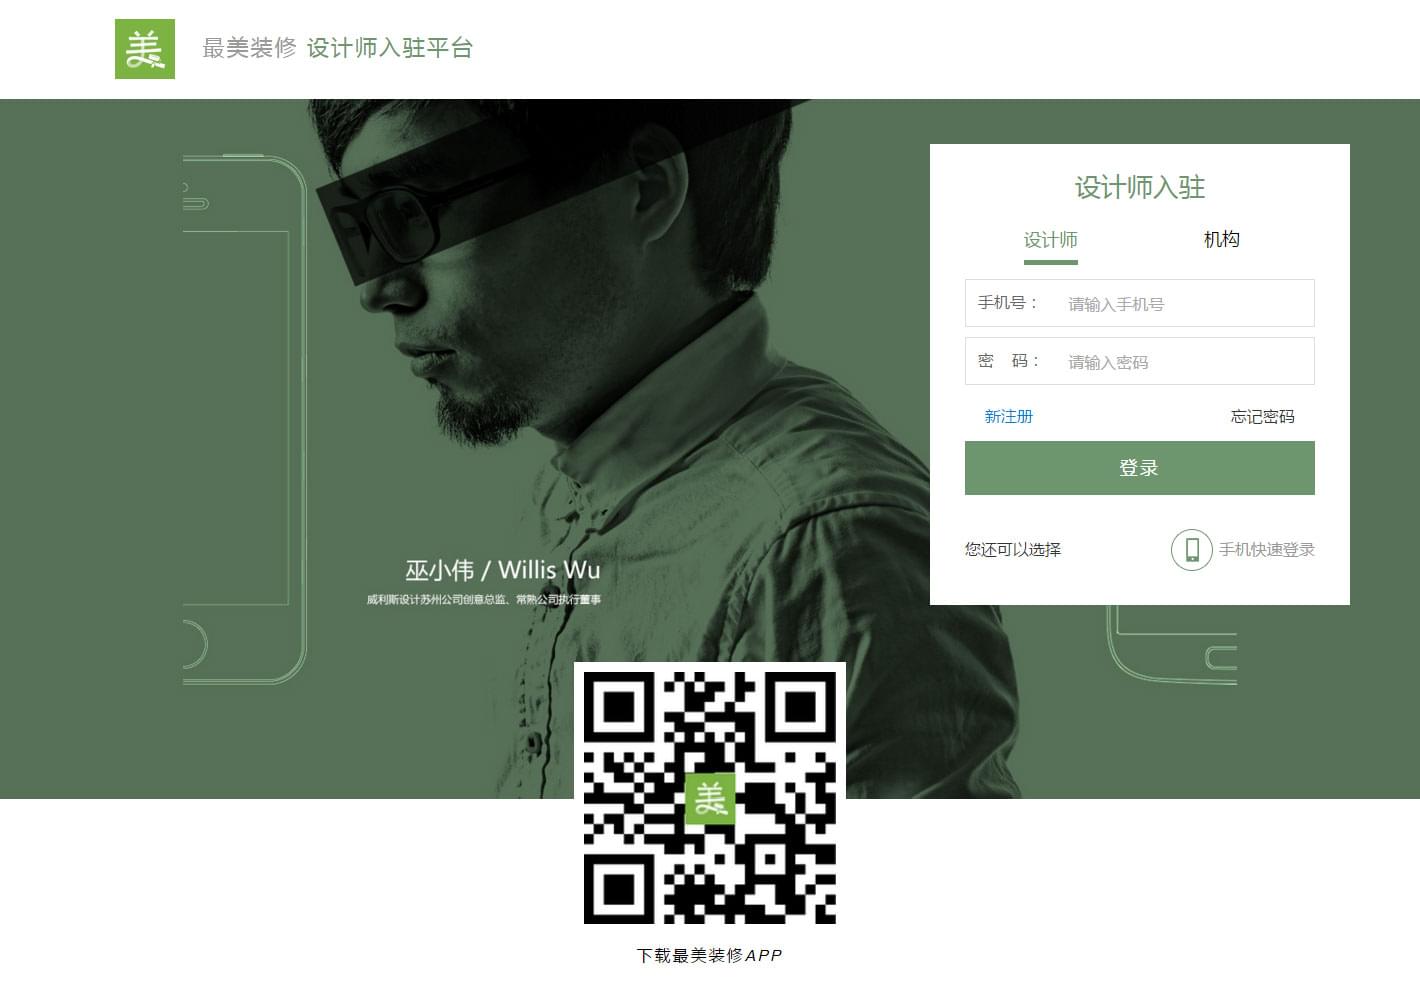 美
最美装修 设计师入驻平台
设计师入驻
设计师 机构
手机号： 请输入手机号
密 码： 请输入密码
新注册 忘记密码
登录
您还可以选择 手机快速登录
巫小伟 / Willis Wu
威利斯设计苏州公司创意总监、常熟公司执行董事
美
下载最美装修APP